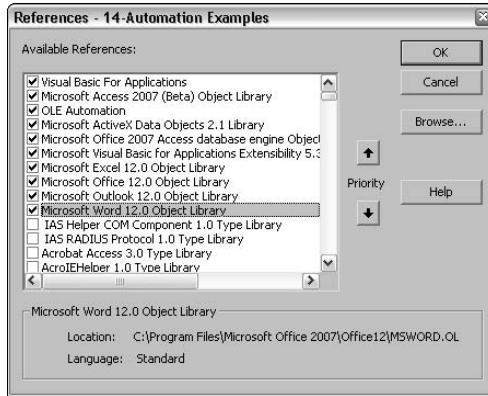 References - 14-Automation Examples
Available References:
Visual Basic For Applications
Microsoft Access 2007 (Beta) Object Library
OLE Automation
Microsoft ActiveX Data Objects 2.1 Library
Microsoft Office 2007 Access database engine Object
Microsoft Visual Basic for Applications Extensibility 5.3
Microsoft Excel 12.0 Object Library
Microsoft Office 12.0 Object Library
Microsoft Outlook 12.0 Object Library
Microsoft Word 12.0 Object Library
IAS Helper COM Component 1.0 Type Library
IAS RADIUS Protocol 1.0 Type Library
Acrobat Access 3.0 Type Library
AcroIEHelper 1.0 Type Library
Priority
OK
Cancel
Browse...
Help
Microsoft Word 12.0 Object Library
Location: C:\Program Files\Microsoft Office 2007\Office12\MSWORD.OL
Language: Standard